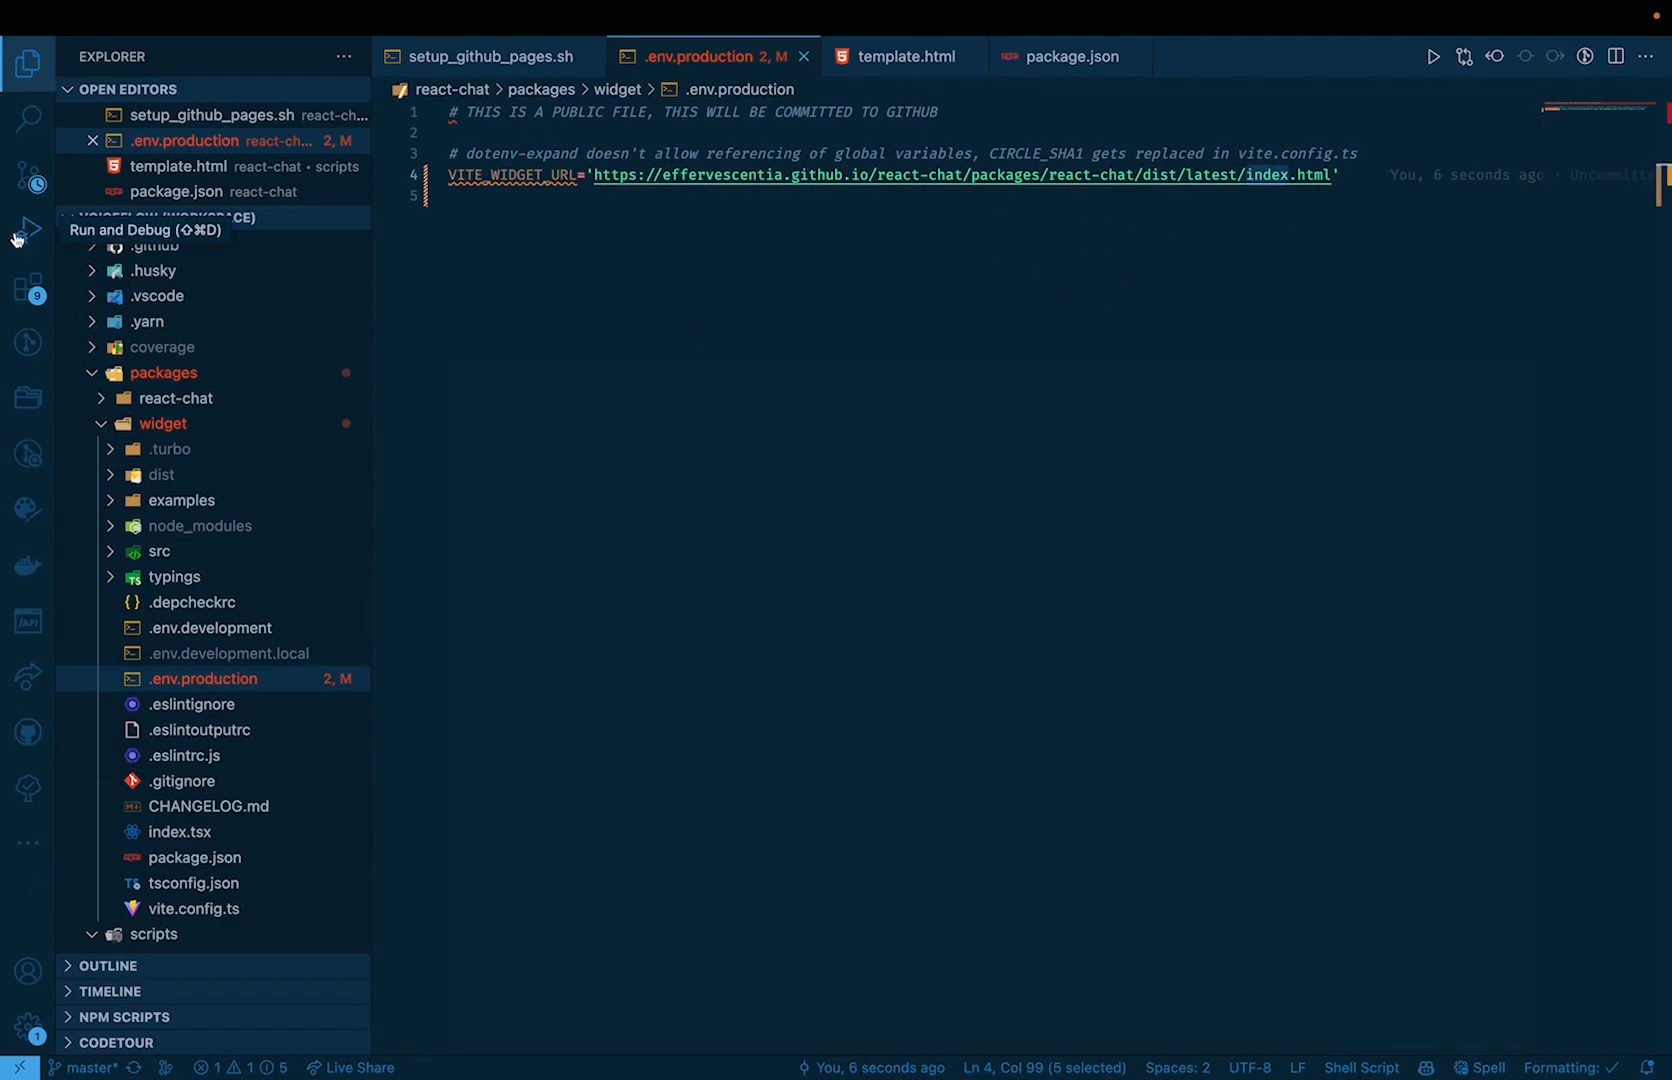 EXPLORER
setup_github_pages.sh
.env.production 2, M
template.html
package.json
OPEN EDITORS
setup_github_pages.sh react-ch...
.env.production react-ch... 2, M
template.html react-chat • scripts
package.json react-chat
react-chat > packages > widget > .env.production
1 # THIS IS A PUBLIC FILE, THIS WILL BE COMMITTED TO GITHUB
2
3 # dotenv-expand doesn't allow referencing of global variables, CIRCLE_SHA1 gets replaced in vite.config.ts
4 VITE_WIDGET_URL='https://effervescentia.github.io/react-chat/packages/react-chat/dist/latest/index.html' You, 6 seconds ago • Uncommitte
5
VOICEFLOW (WORKSPACE)
Run and Debug (⇧⌘D)
.github
.husky
.vscode
.yarn
coverage
packages
react-chat
widget
.turbo
dist
examples
node_modules
src
typings
.depcheckrc
.env.development
.env.development.local
.env.production 2, M
.eslintignore
.eslintoutputrc
.eslintrc.js
.gitignore
CHANGELOG.md
index.tsx
package.json
tsconfig.json
vite.config.ts
scripts
OUTLINE
TIMELINE
NPM SCRIPTS
CODETOUR
9
/API
1
master* 1 1 5 Live Share You, 6 seconds ago Ln 4, Col 99 (5 selected) Spaces: 2 UTF-8 LF Shell Script Spell Formatting: ✓